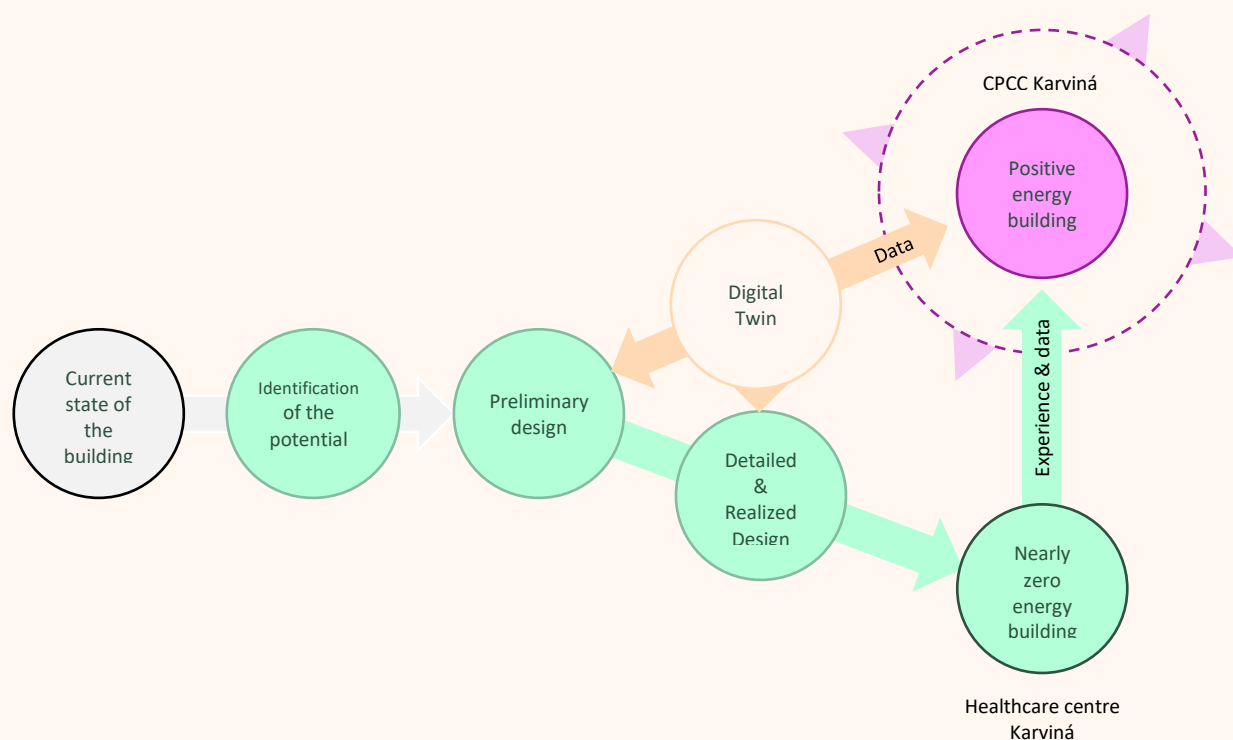 CPCC Karviná
Positive
energy
building
Data
Digital
Twin
Current
state of
the
building
Identification
of the
potential
Preliminary
design
Detailed
&
Realized
Design
Experience & data
Nearly
zero
energy
building
Healthcare centre
Karviná